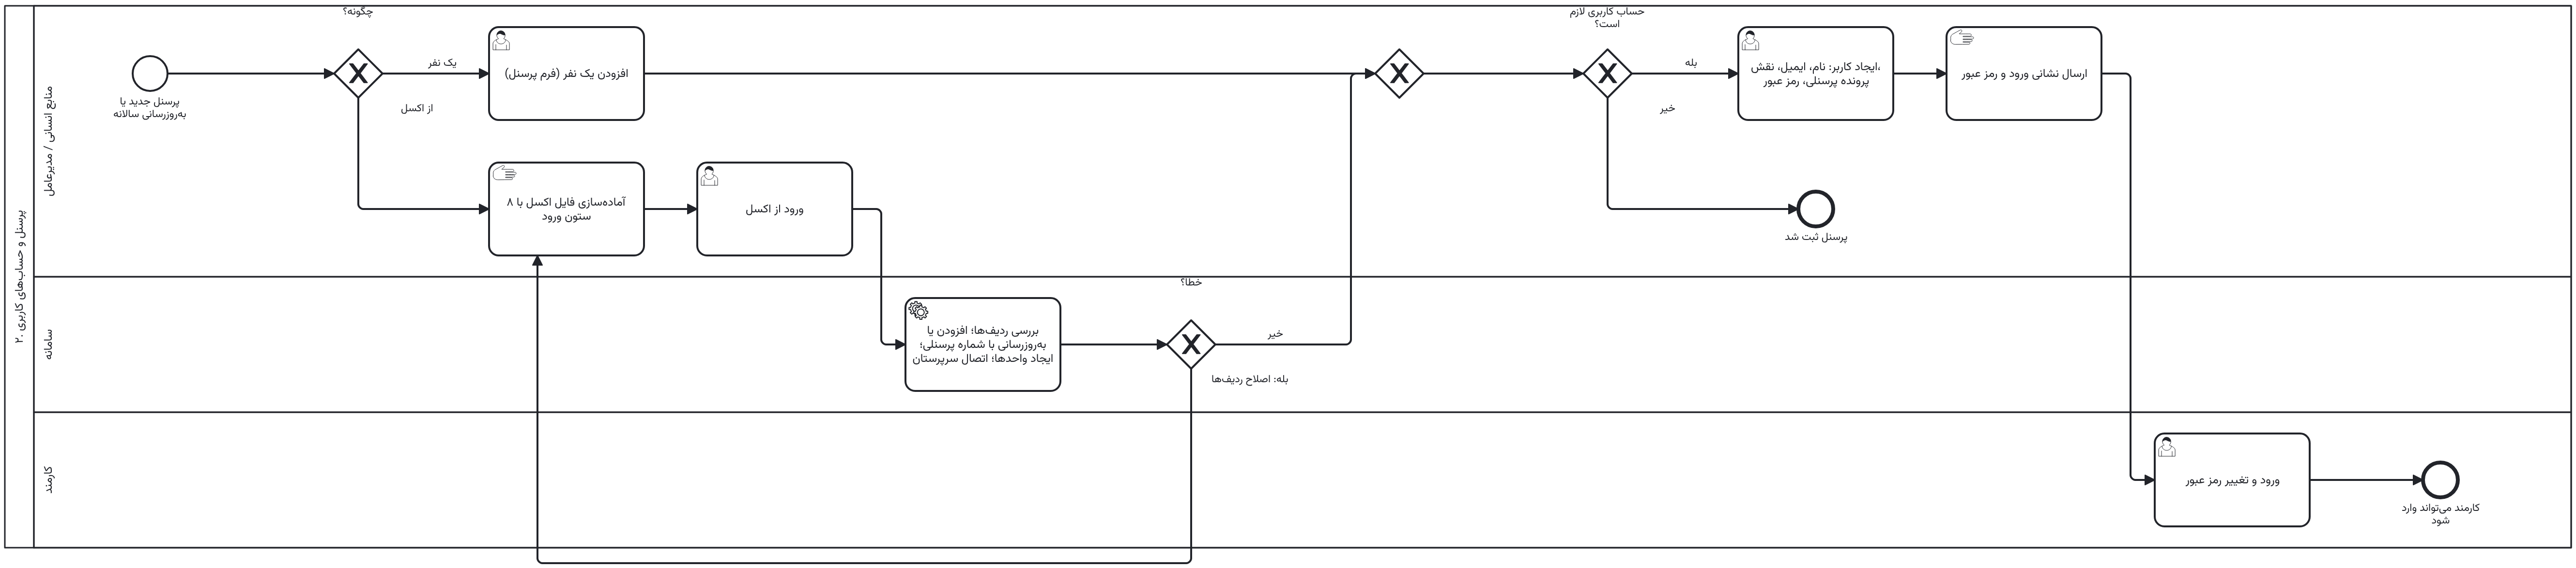 ۲. پرسنل و حساب‌های کاربری
منابع انسانی / مدیرعامل
سامانه
کارمند
پرسنل جدید یا
به‌روزرسانی سالانه
چگونه؟
یک نفر
از اکسل
افزودن یک نفر (فرم پرسنل)
آماده‌سازی فایل اکسل با ۸
ستون ورود
ورود از اکسل
بررسی ردیف‌ها؛ افزودن یا
به‌روزرسانی با شماره پرسنلی؛
ایجاد واحدها؛ اتصال سرپرستان
خطا؟
خیر
بله: اصلاح ردیف‌ها
حساب کاربری لازم
است؟
بله
خیر
ایجاد کاربر: نام، ایمیل، نقش،
پرونده پرسنلی، رمز عبور
ارسال نشانی ورود و رمز عبور
پرسنل ثبت شد
ورود و تغییر رمز عبور
کارمند می‌تواند وارد
شود